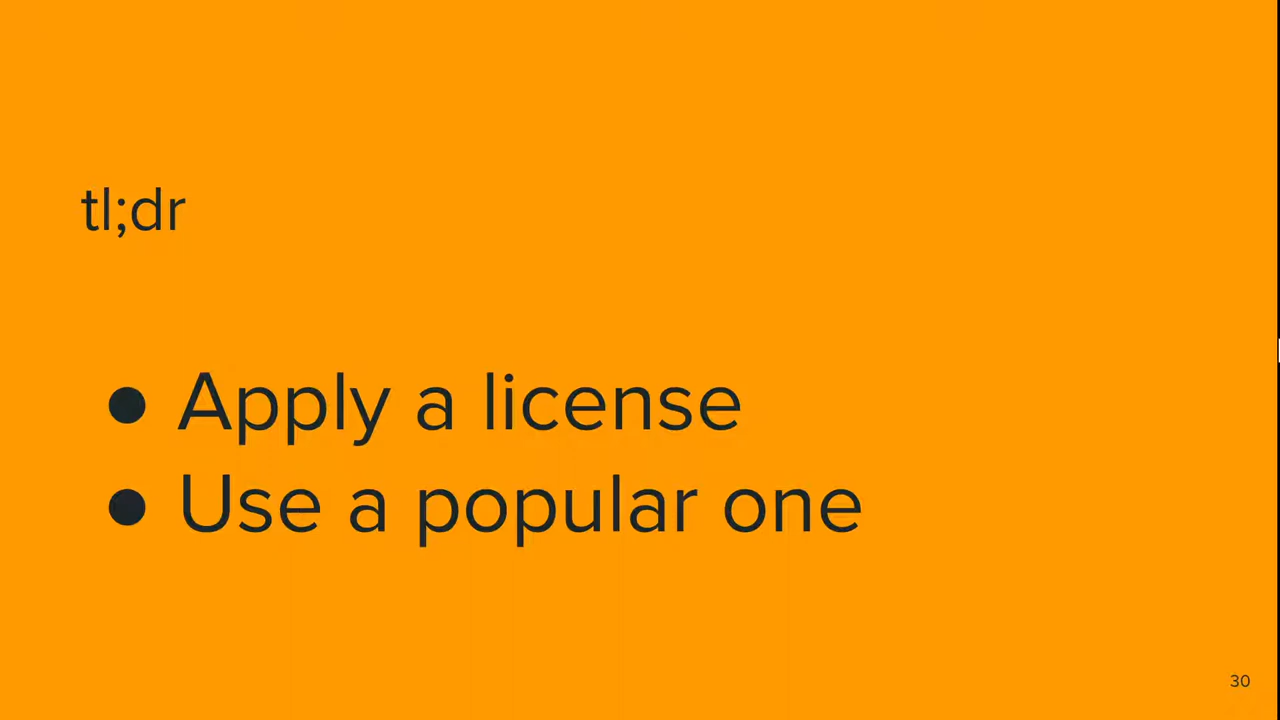 tl;dr
● Apply a license
● Use a popular one
30